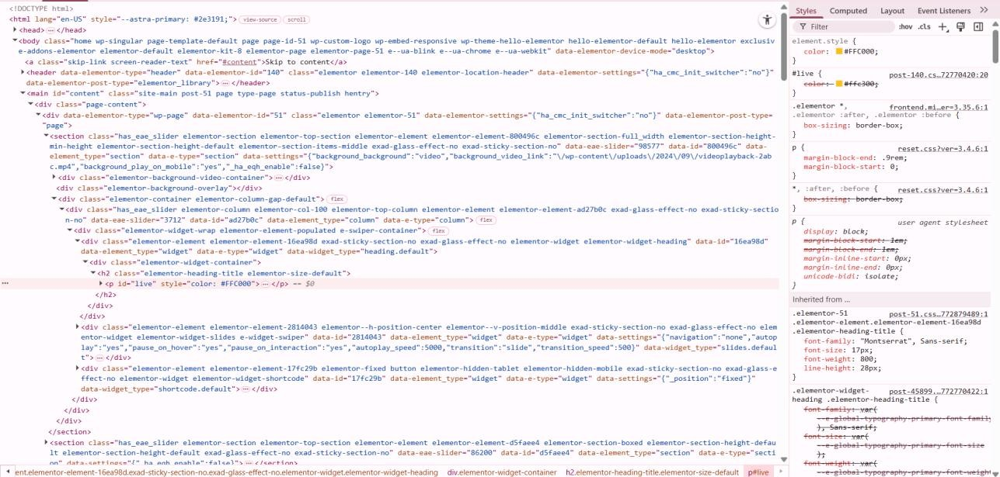 <!DOCTYPE html>
<html lang="en-US" style="--astra-primary: #2e3191;"> view-source scroll
<head> ⋯ </head>
<body class="home wp-singular page-template-default page page-id-51 wp-custom-logo wp-embed-responsive wp-theme-hello-elementor hello-elementor-default hello-elementor exclusiv
e-addons-elementor elementor-default elementor-kit-8 elementor-page elementor-page-51 e--ua-blink e--ua-chrome e--ua-webkit" data-elementor-device-mode="desktop">
<a class="skip-link screen-reader-text" href="#content">Skip to content</a>
<header data-elementor-type="header" data-elementor-id="140" class="elementor elementor-140 elementor-location-header" data-elementor-settings="{"ha_cmc_init_switcher":"no"}"
data-elementor-post-type="elementor_library"> ⋯ </header>
<main id="content" class="site-main post-51 page type-page status-publish hentry">
<div class="page-content">
<div data-elementor-type="wp-page" data-elementor-id="51" class="elementor elementor-51" data-elementor-settings="{"ha_cmc_init_switcher":"no"}" data-elementor-post-type=
"page">
<section class="has_eae_slider elementor-section elementor-top-section elementor-element elementor-element-800496c elementor-section-full_width elementor-section-height-
min-height elementor-section-height-default elementor-section-items-middle exad-glass-effect-no exad-sticky-section-no" data-eae-slider="98577" data-id="800496c" data-
element_type="section" data-e-type="section" data-settings="{"background_background":"video","background_video_link":"\/wp-content\/uploads\/2024\/09\/videoplayback-2ab
c.mp4","background_play_on_mobile":"yes","_ha_eqh_enable":false}">
<div class="elementor-background-video-container"> ⋯ </div>
<div class="elementor-background-overlay"></div>
<div class="elementor-container elementor-column-gap-default"> flex
<div class="has_eae_slider elementor-column elementor-col-100 elementor-top-column elementor-element elementor-element-ad27b0c exad-glass-effect-no exad-sticky-sectio
n-no" data-eae-slider="3712" data-id="ad27b0c" data-element_type="column" data-e-type="column"> flex
<div class="elementor-widget-wrap elementor-element-populated e-swiper-container"> flex
<div class="elementor-element elementor-element-16ea98d exad-sticky-section-no exad-glass-effect-no elementor-widget elementor-widget-heading" data-id="16ea98d"
data-element_type="widget" data-e-type="widget" data-widget_type="heading.default">
<div class="elementor-widget-container">
<h2 class="elementor-heading-title elementor-size-default">
⋯ <p id="live" style="color: #FFC000"> ⋯ </p> == $0
</h2>
</div>
</div>
<div class="elementor-element elementor-element-2814043 elementor--h-position-center elementor--v-position-middle exad-sticky-section-no exad-glass-effect-no elem
entor-widget elementor-widget-slides e-widget-swiper" data-id="2814043" data-element_type="widget" data-e-type="widget" data-settings="{"navigation":"none","autop
lay":"yes","pause_on_hover":"yes","pause_on_interaction":"yes","autoplay_speed":5000,"transition":"slide","transition_speed":500}" data-widget_type="slides.defaul
t"> ⋯ </div>
<div class="elementor-element elementor-element-17fc29b elementor-fixed button elementor-hidden-tablet elementor-hidden-mobile exad-sticky-section-no exad-glass-e
ffect-no elementor-widget elementor-widget-shortcode" data-id="17fc29b" data-element_type="widget" data-e-type="widget" data-settings="{"_position":"fixed"}"
data-widget_type="shortcode.default"> ⋯ </div>
</div>
</div>
</div>
</section>
<section class="has_eae_slider elementor-section elementor-top-section elementor-element elementor-element-d5faee4 elementor-section-boxed elementor-section-height-defau
lt elementor-section-height-default exad-glass-effect-no exad-sticky-section-no" data-eae-slider="86200" data-id="d5faee4" data-element_type="section" data-e-type="secti
on" data-settings="{"_ha_eqh_enable":false}"> ⋯ </section>
ent.elementor-element-16ea98d.exad-sticky-section-no.exad-glass-effect-no.elementor-widget.elementor-widget-heading div.elementor-widget-container h2.elementor-heading-title.elementor-size-default p#live
Styles Computed Layout Event Listeners
Filter :hov .cls
element.style {
color: #FFC000;
}
#live { post-140.cs…72770420:20
color: #ffc300;
}
.elementor *, frontend.mi…er=3.35.6:1
.elementor :after, .elementor :before {
box-sizing: border-box;
}
p { reset.css?ver=3.4.6:1
margin-block-end: .9rem;
margin-block-start: 0;
}
*, :after, :before { reset.css?ver=3.4.6:1
box-sizing: border-box;
}
p { user agent stylesheet
display: block;
margin-block-start: 1em;
margin-block-end: 1em;
margin-inline-start: 0px;
margin-inline-end: 0px;
unicode-bidi: isolate;
}
Inherited from ...
.elementor-51 post-51.css…772879489:1
.elementor-element.elementor-element-16ea98d
.elementor-heading-title {
font-family: "Montserrat", Sans-serif;
font-size: 17px;
font-weight: 800;
line-height: 28px;
}
.elementor-widget- post-45899.…772770422:1
heading .elementor-heading-title {
font-family: var(
--e-global-typography-primary-font-family
), Sans-serif;
font-size: var(
--e-global-typography-primary-font-size
);
font-weight: var(
--e-global-typography-primary-font-weigh